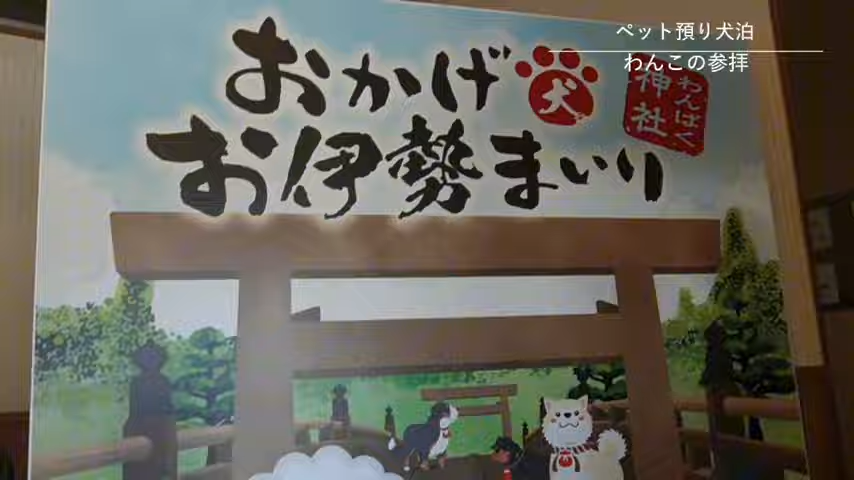 ペット預り犬泊
わんこの参拝
おかげ犬
お伊勢まいり
わんぱく
神社